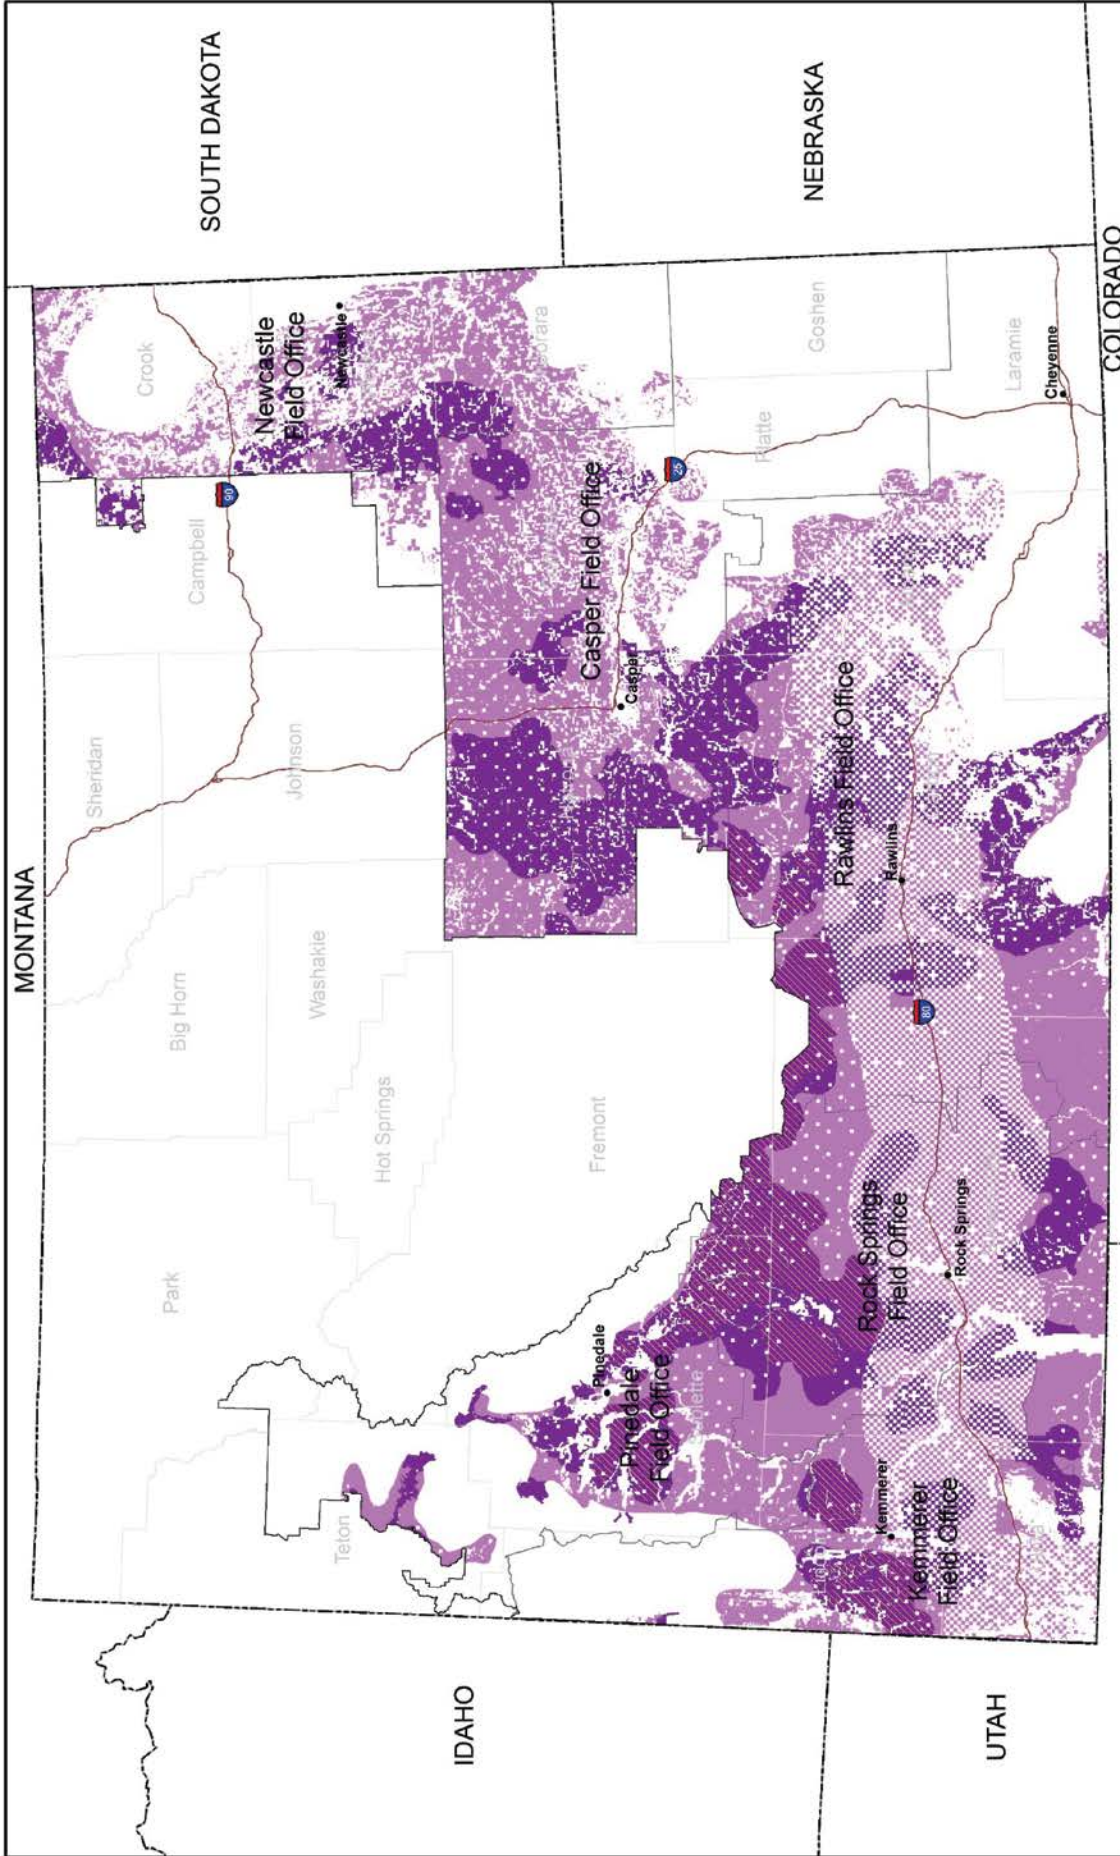 MONTANA
SOUTH DAKOTA
NEBRASKA
COLORADO
UTAH
IDAHO
Park
Big Horn
Sheridan
Campbell
Crook
Teton
Washakie
Johnson
Hot Springs
Fremont
Goshen
Laramie
Platte
90
25
80
Newcastle
Field Office
Newcastle
Casper Field Office
Casper
Cheyenne
Rawlins Field Office
Rawlins
Rock Springs
Field Office
Rock Springs
Pinedale
Pinedale
Field Office
Kemmerer
Kemmerer
Field Office